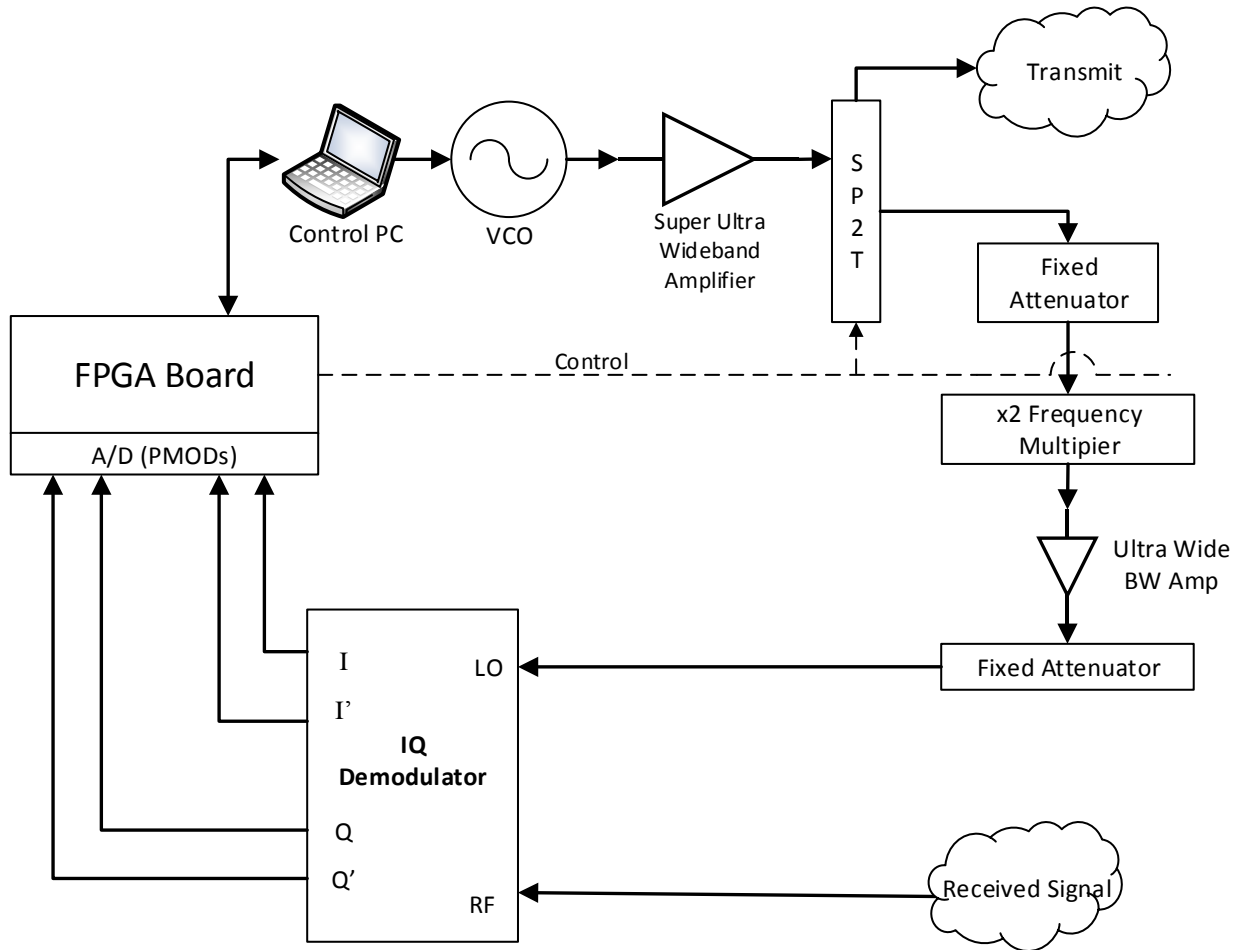 Transmit
S
P
2
T
Control PC
VCO
Super Ultra
Wideband
Amplifier
Fixed
Attenuator
FPGA Board
Control
x2 Frequency
Multipier
A/D (PMODs)
Ultra Wide
BW Amp
I
LO
Fixed Attenuator
I’
IQ
Demodulator
Q
Q’
RF
Received Signal